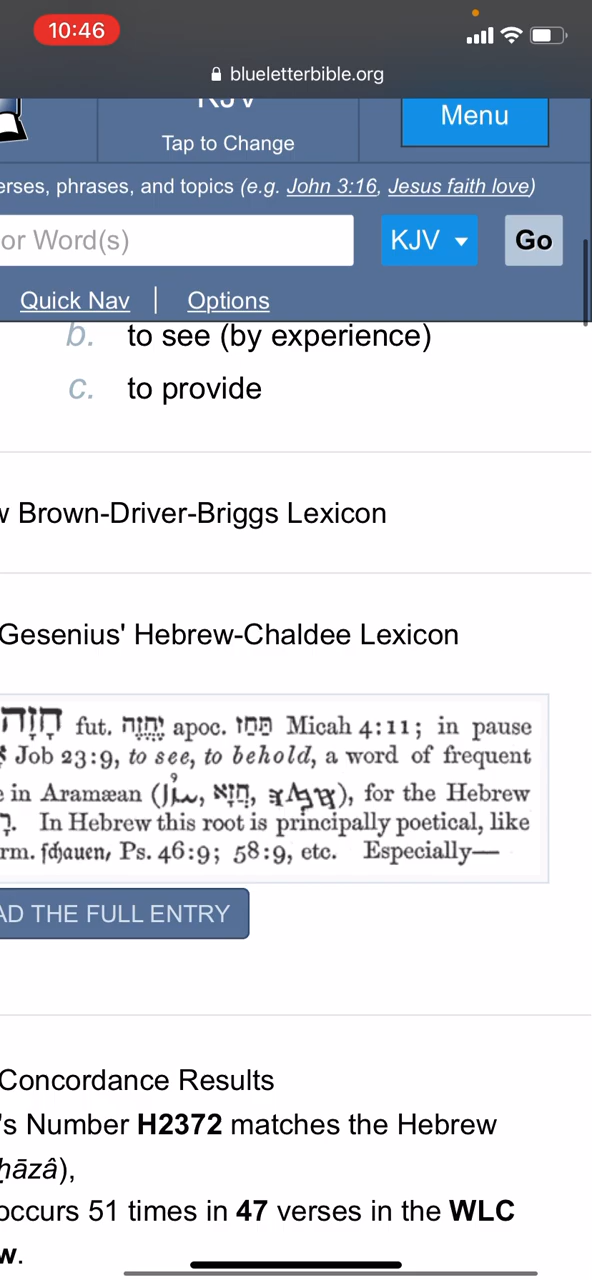 10:46
blueletterbible.org
KJV
Menu
Tap to Change
erses, phrases, and topics (e.g. John 3:16, Jesus faith love)
or Word(s)
KJV
Go
Quick Nav | Options
b. to see (by experience)
c. to provide
w Brown-Driver-Briggs Lexicon
Gesenius' Hebrew-Chaldee Lexicon
חָזָה fut. יֶחֱזֶה apoc. תַּחַז Micah 4:11; in pause
Job 23:9, to see, to behold, a word of frequent
e in Aramæan (חֲזָא,), for the Hebrew
In Hebrew this root is principally poetical, like
rm. ſchauen, Ps. 46:9; 58:9, etc. Especially—
AD THE FULL ENTRY
Concordance Results
's Number H2372 matches the Hebrew
ḥāzâ),
occurs 51 times in 47 verses in the WLC
w.